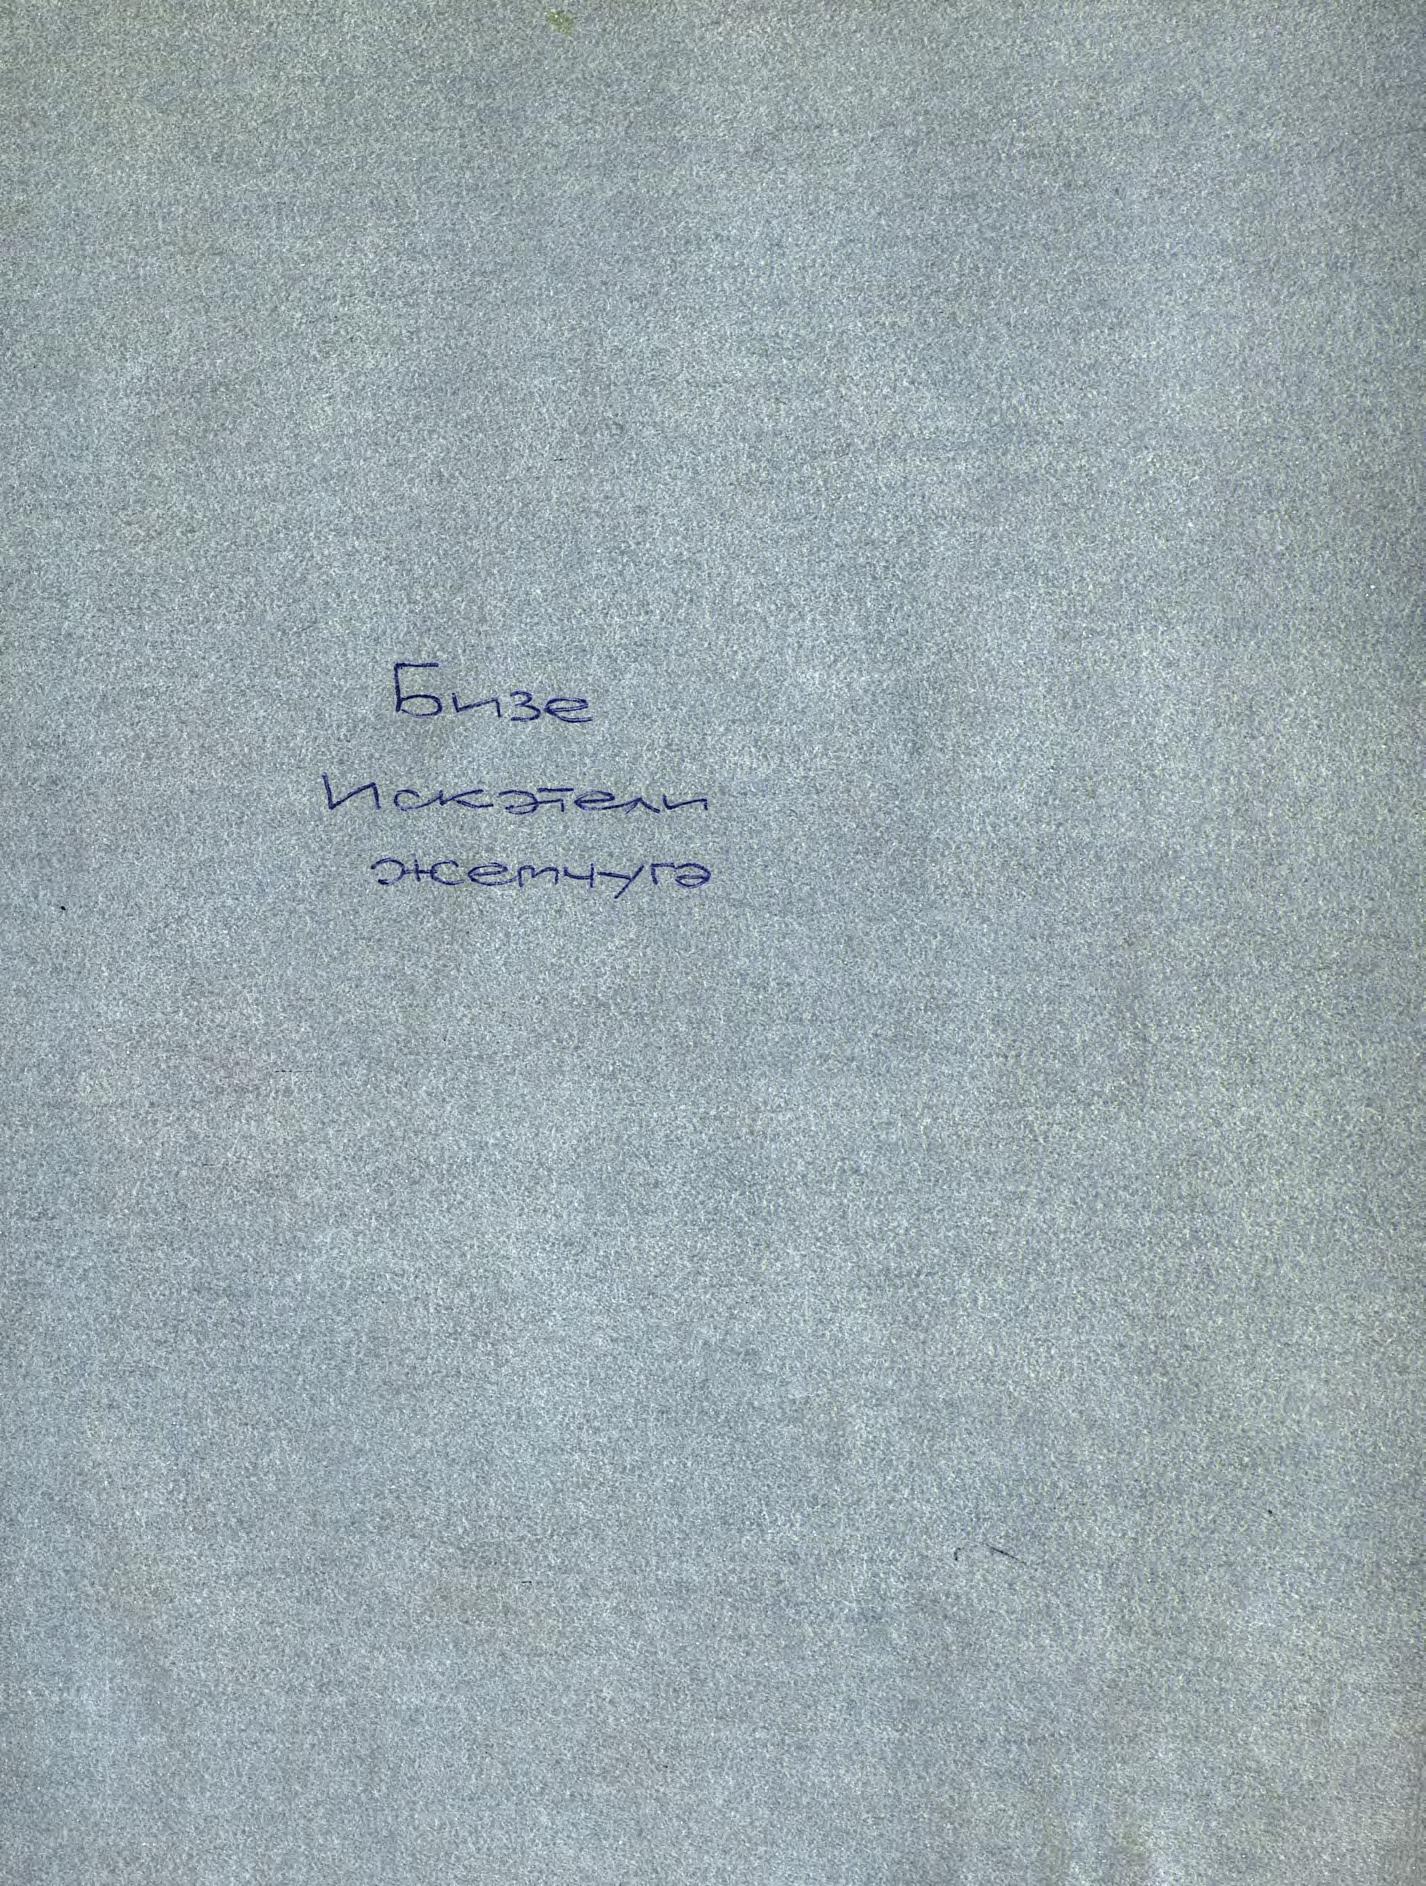 Бизе
Искатели
жемчуга